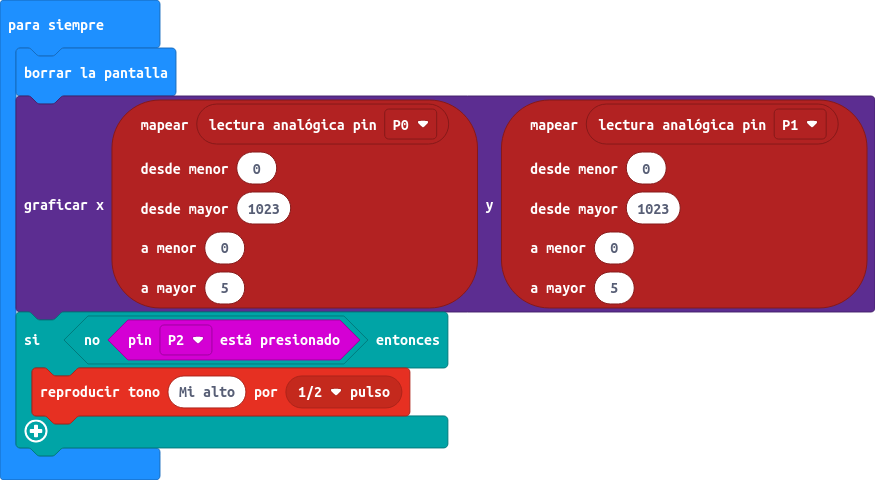 para siempre
borrar la pantalla
graficar x
mapear lectura analógica pin P0
desde menor 0
desde mayor 1023
a menor 0
a mayor 5
y
mapear lectura analógica pin P1
desde menor 0
desde mayor 1023
a menor 0
a mayor 5
si no pin P2 está presionado entonces
reproducir tono Mi alto por 1/2 pulso